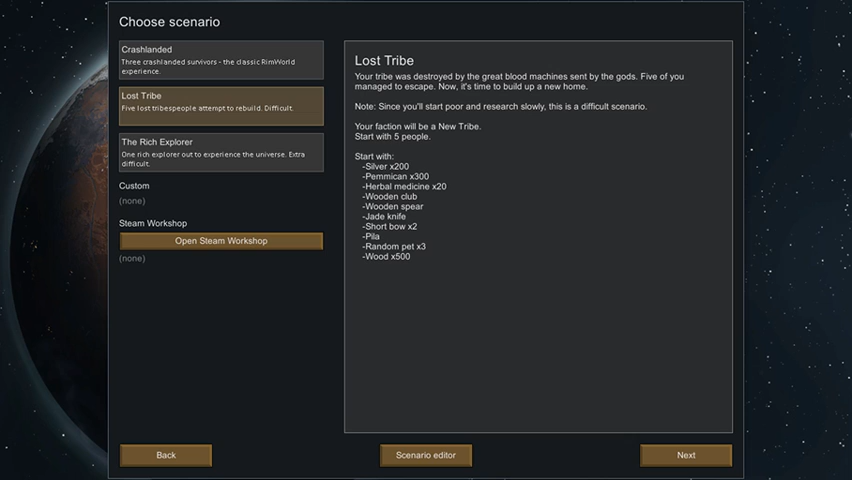 Choose scenario
Crashlanded
Three crashlanded survivors - the classic RimWorld
experience.
Lost Tribe
Five lost tribespeople attempt to rebuild. Difficult.
The Rich Explorer
One rich explorer out to experience the universe. Extra
difficult.
Custom
(none)
Steam Workshop
Open Steam Workshop
(none)
Lost Tribe
Your tribe was destroyed by the great blood machines sent by the gods. Five of you
managed to escape. Now, it's time to build up a new home.
Note: Since you'll start poor and research slowly, this is a difficult scenario.
Your faction will be a New Tribe.
Start with 5 people.
Start with:
-Silver x200
-Pemmican x300
-Herbal medicine x20
-Wooden club
-Wooden spear
-Jade knife
-Short bow x2
-Pila
-Random pet x3
-Wood x500
Back
Scenario editor
Next